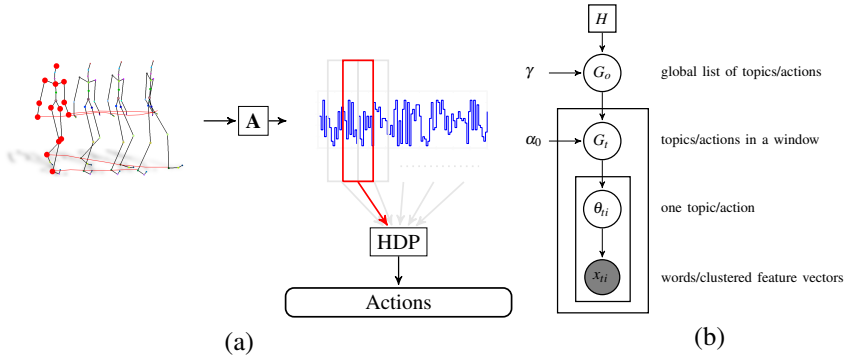 A
HDP
Actions
(a)
H
γ
G_o
global list of topics/actions
α_0
G_t
topics/actions in a window
θ_ti
one topic/action
x_ti
words/clustered feature vectors
(b)